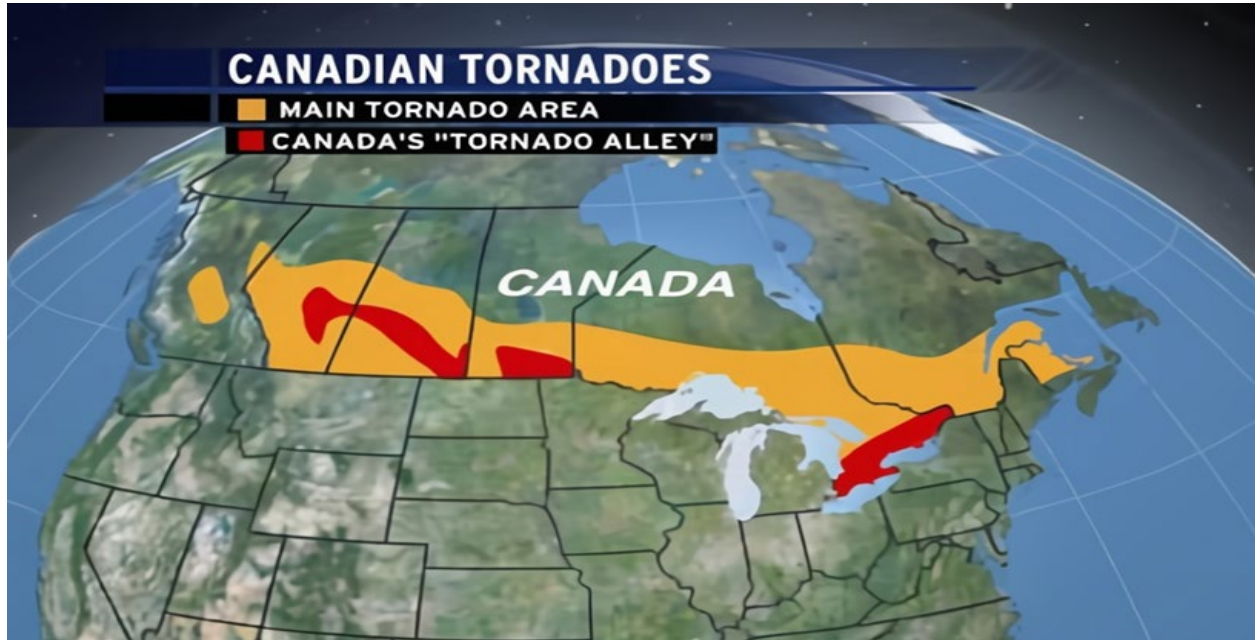 CANADIAN TORNADOES
MAIN TORNADO AREA
CANADA'S "TORNADO ALLEY"
CANADA